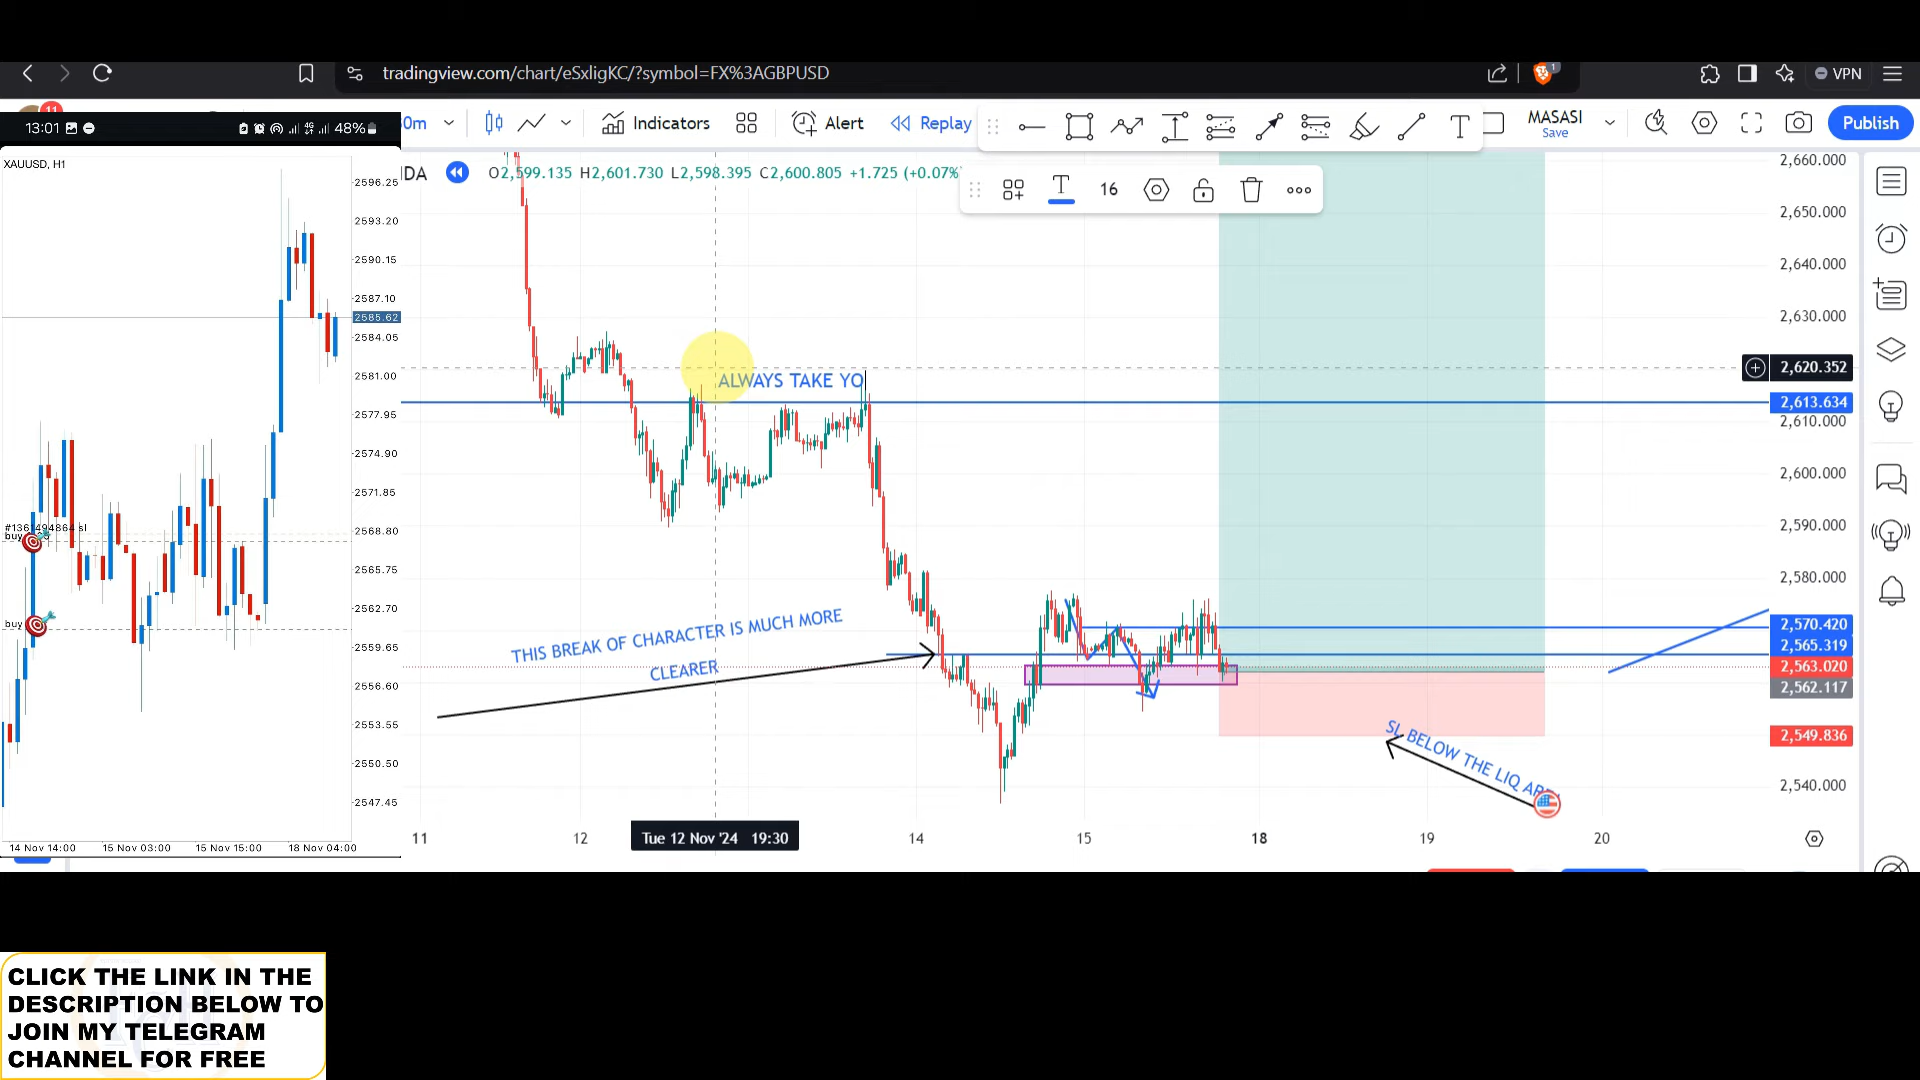 tradingview.com/chart/eSxligKC/?symbol=FX%3AGBPUSD
1
VPN
11
13:01
4G
48%
0m
Indicators
Alert
Replay
MASASI
Save
Publish
XAUUSD, H1
DA
O2,599.135 H2,601.730 L2,598.395 C2,600.805 +1.725 (+0.07%
T 16
2596.25
2593.20
2590.15
2587.10
2585.62
2584.05
2581.00
2577.95
2574.90
2571.85
2568.80
2565.75
2562.70
2559.65
2556.60
2553.55
2550.50
2547.45
#1361494864 sl
buy
buy
14 Nov 14:00
15 Nov 03:00
15 Nov 15:00
18 Nov 04:00
ALWAYS TAKE YO
THIS BREAK OF CHARACTER IS MUCH MORE
CLEARER
SL BELOW THE LIQ
2,660.000
2,650.000
2,640.000
2,630.000
2,620.352
2,613.634
2,610.000
2,600.000
2,590.000
2,580.000
2,570.420
2,565.319
2,563.020
2,562.117
2,549.836
2,540.000
11
12
Tue 12 Nov '24 19:30
14
15
18
19
20
CLICK THE LINK IN THE
DESCRIPTION BELOW TO
JOIN MY TELEGRAM
CHANNEL FOR FREE